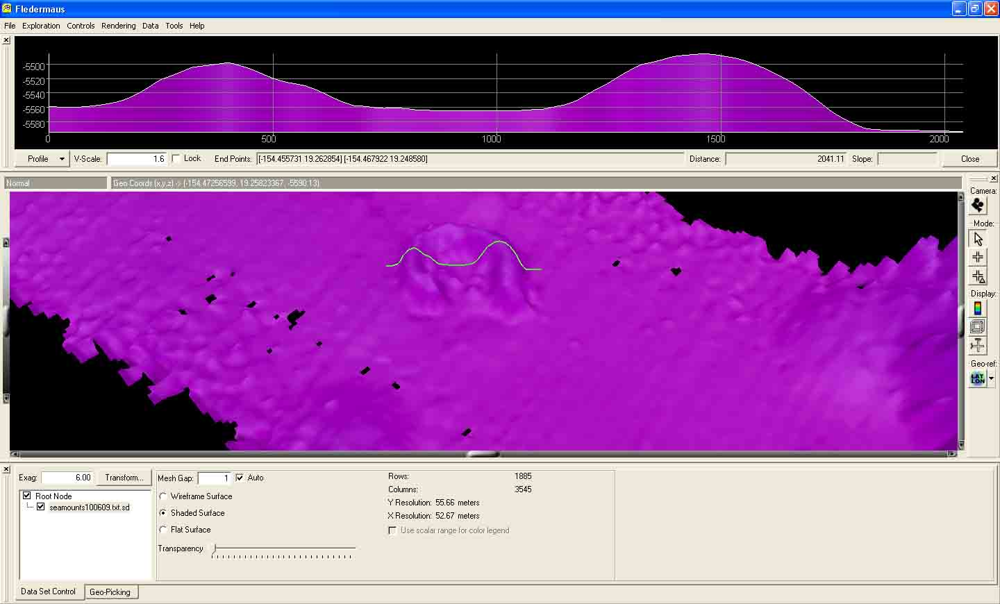 Fledermaus
File Exploration Controls Rendering Data Tools Help
-5500
-5520
-5540
-5560
-5580
0 500 1000 1500 2000
Profile V-Scale: 1.6 Lock End Points: [-154.455731 19.262854] [-154.467922 19.248580] Distance: 2041.11 Slope: Close
Normal Geo Coords (x,y,z) -> (-154.47256599, 19.25823367, -5590.13)
Camera:
Mode:
Display:
Geo-ref:
LAT
LON
Exag: 6.00 Transform... Mesh Gap: 1 Auto
Root Node
seamounts100609.txt.sd
Wireframe Surface
Shaded Surface
Flat Surface
Transparency
Rows: 1885
Columns: 3545
Y Resolution: 55.66 meters
X Resolution: 52.67 meters
Use scalar range for color legend
Data Set Control Geo-Picking